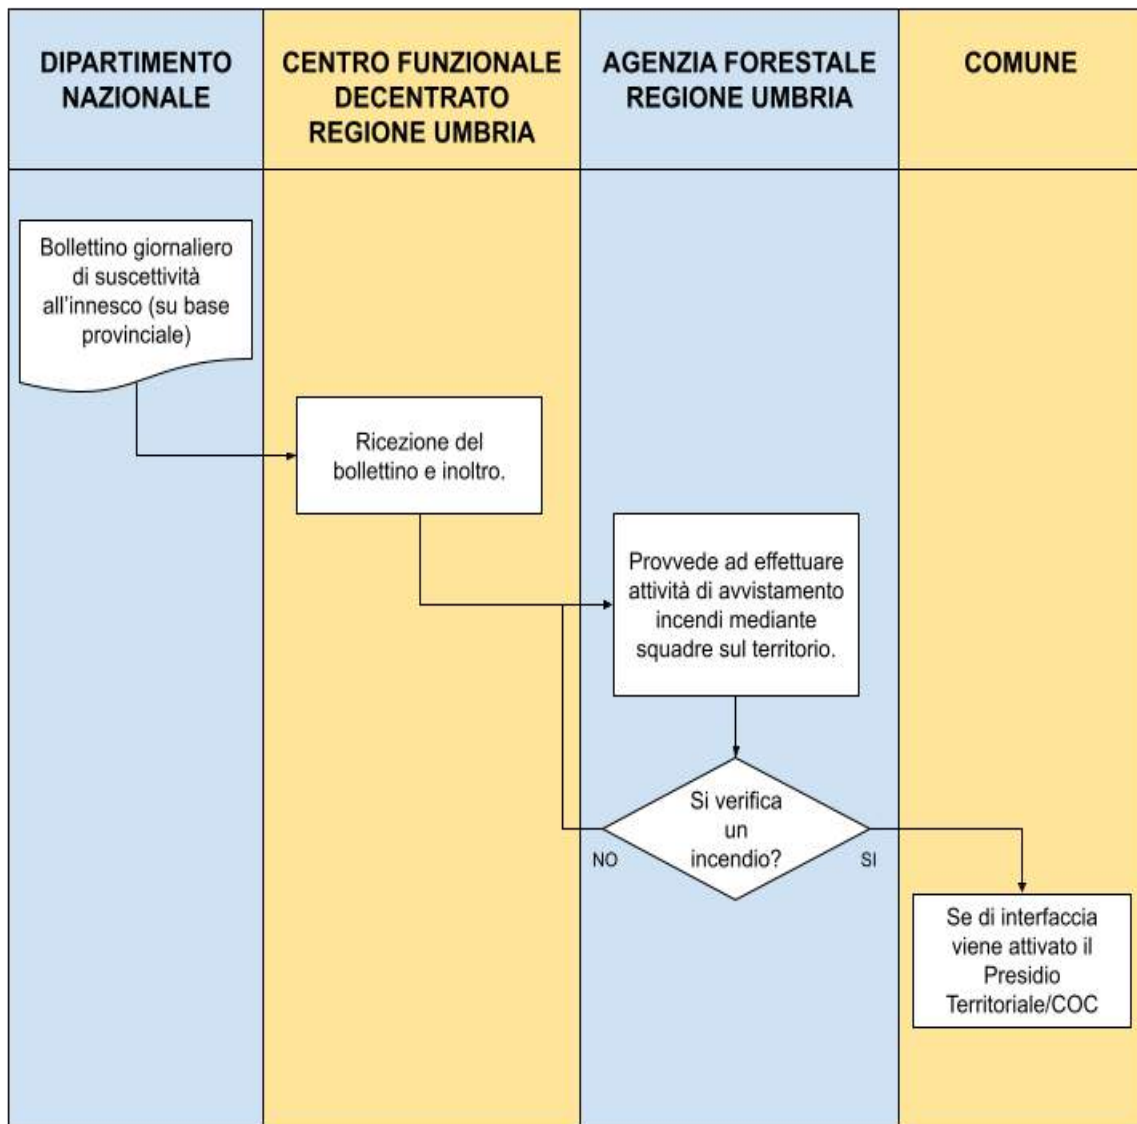 DIPARTIMENTO
NAZIONALE
CENTRO FUNZIONALE
DECENTRATO
REGIONE UMBRIA
AGENZIA FORESTALE
REGIONE UMBRIA
COMUNE
Bollettino giornaliero
di suscettività
all'innesco (su base
provinciale)
Ricezione del
bollettino e inoltro.
Provvede ad effettuare
attività di avvistamento
incendi mediante
squadre sul territorio.
Si verifica
un
incendio?
NO
SI
Se di interfaccia
viene attivato il
Presidio
Territoriale/COC